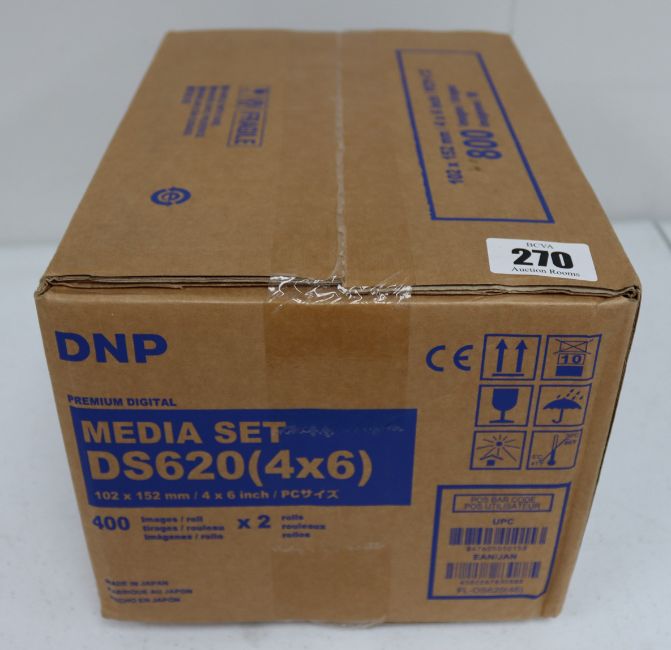 FRAGILE
102 x 152 mm 4 x 6 inch
800
BCVA
270
Auction Rooms
DNP
CE
10
PREMIUM DIGITAL
MEDIA SET
DS620(4x6)
102 x 152 mm / 4 x 6 inch / PCサイズ
400 images / roll x 2 rolls
tirages / rouleau rouleaux
imágenes / rollo rollos
POS BAR CODE
POS UTILISATEUR
UPC
EAN/JAN
MADE IN JAPAN
FABRIQUÉ AU JAPON
HECHO EN JAPÓN